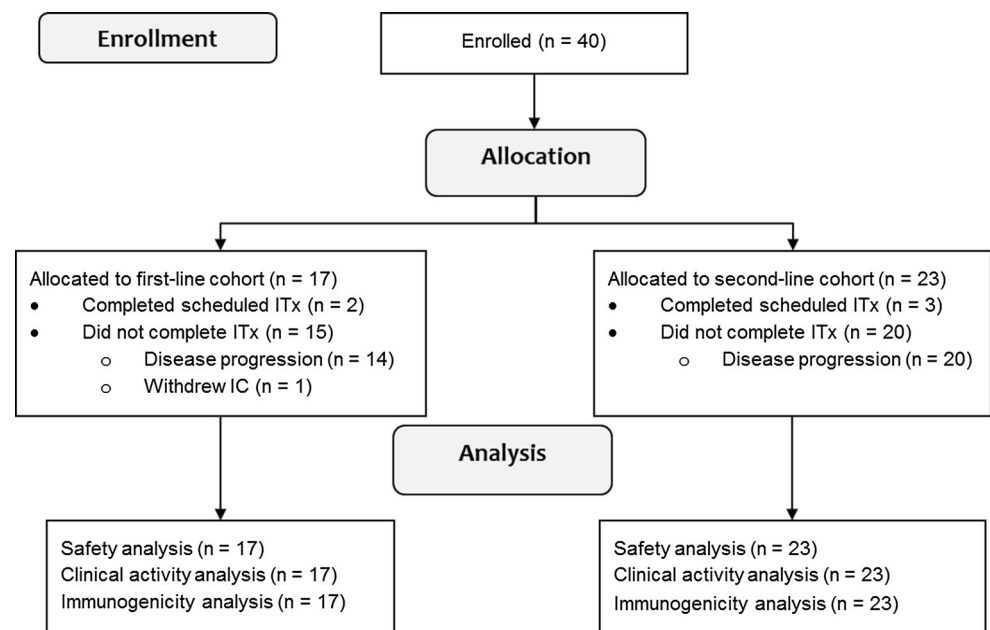 Enrollment
Enrolled (n = 40)
Allocation
Allocated to first-line cohort (n = 17)
• Completed scheduled ITx (n = 2)
• Did not complete ITx (n = 15)
o Disease progression (n = 14)
o Withdrew IC (n = 1)
Allocated to second-line cohort (n = 23)
• Completed scheduled ITx (n = 3)
• Did not complete ITx (n = 20)
o Disease progression (n = 20)
Analysis
Safety analysis (n = 17)
Clinical activity analysis (n = 17)
Immunogenicity analysis (n = 17)
Safety analysis (n = 23)
Clinical activity analysis (n = 23)
Immunogenicity analysis (n = 23)